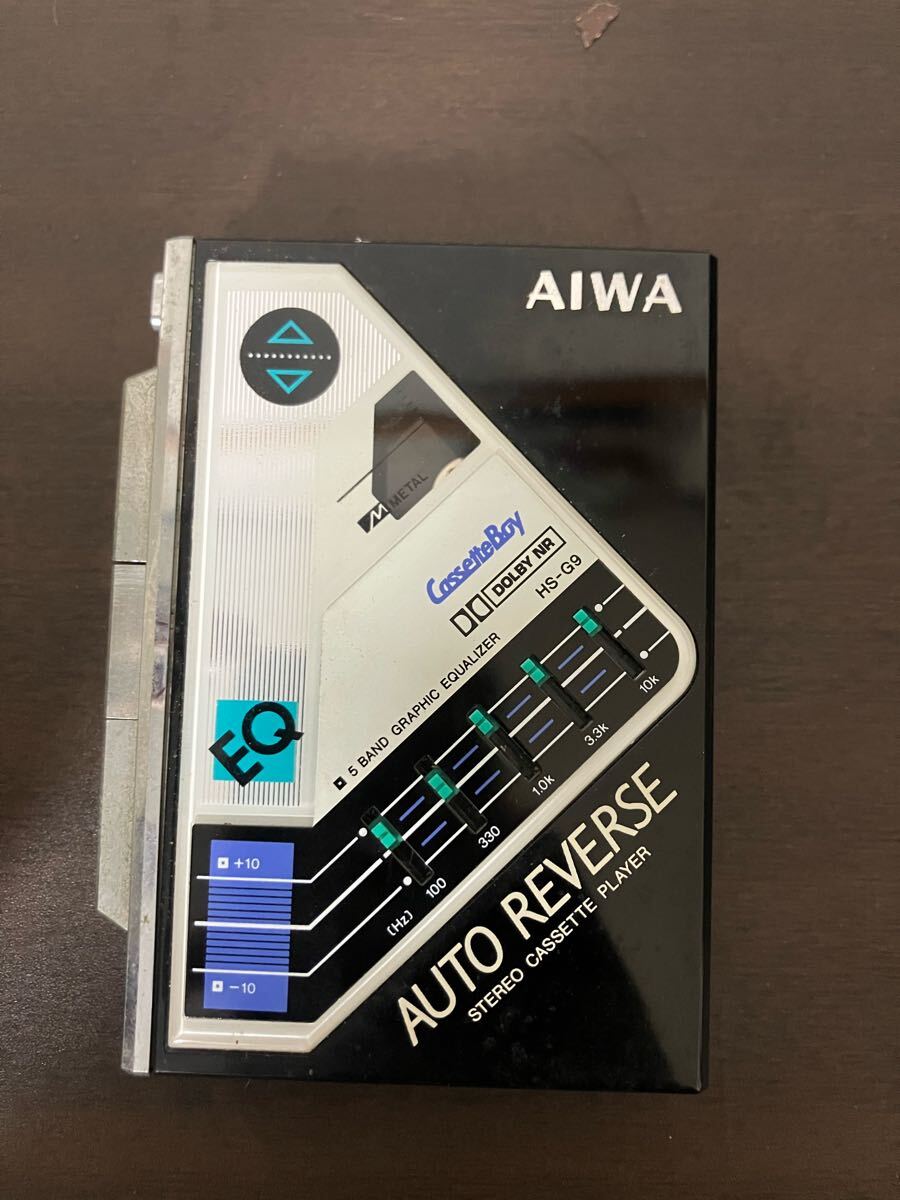 AIWA
METAL
CassetteBoy
DOLBY NR
HS-G9
5 BAND GRAPHIC EQUALIZER
EQ
+10
-10
(Hz) 100 330 1.0k 3.3k 10k
AUTO REVERSE
STEREO CASSETTE PLAYER